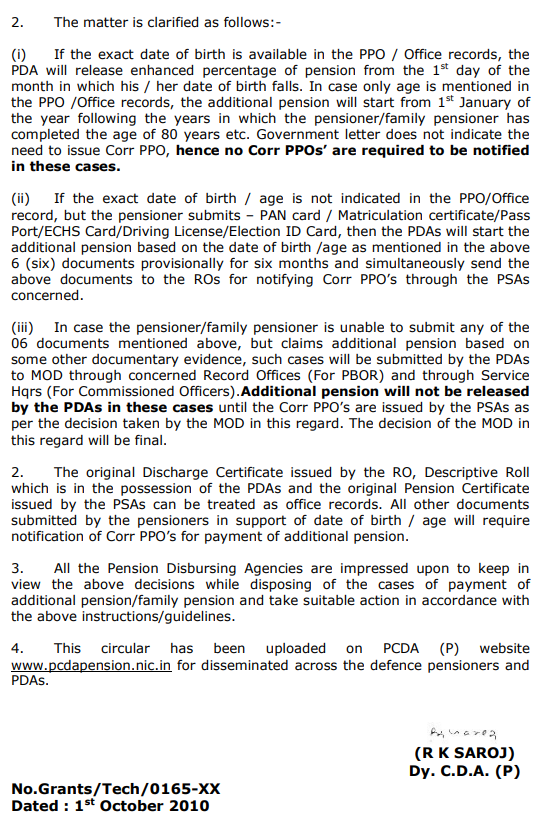 2. The matter is clarified as follows:-
(i) If the exact date of birth is available in the PPO / Office records, the
PDA will release enhanced percentage of pension from the 1st day of the
month in which his / her date of birth falls. In case only age is mentioned in
the PPO /Office records, the additional pension will start from 1st January of
the year following the years in which the pensioner/family pensioner has
completed the age of 80 years etc. Government letter does not indicate the
need to issue Corr PPO, hence no Corr PPOs' are required to be notified
in these cases.
(ii) If the exact date of birth / age is not indicated in the PPO/Office
record, but the pensioner submits – PAN card / Matriculation certificate/Pass
Port/ECHS Card/Driving License/Election ID Card, then the PDAs will start the
additional pension based on the date of birth /age as mentioned in the above
6 (six) documents provisionally for six months and simultaneously send the
above documents to the ROs for notifying Corr PPO's through the PSAs
concerned.
(iii) In case the pensioner/family pensioner is unable to submit any of the
06 documents mentioned above, but claims additional pension based on
some other documentary evidence, such cases will be submitted by the PDAs
to MOD through concerned Record Offices (For PBOR) and through Service
Hqrs (For Commissioned Officers).Additional pension will not be released
by the PDAs in these cases until the Corr PPO's are issued by the PSAs as
per the decision taken by the MOD in this regard. The decision of the MOD in
this regard will be final.
2. The original Discharge Certificate issued by the RO, Descriptive Roll
which is in the possession of the PDAs and the original Pension Certificate
issued by the PSAs can be treated as office records. All other documents
submitted by the pensioners in support of date of birth / age will require
notification of Corr PPO's for payment of additional pension.
3. All the Pension Disbursing Agencies are impressed upon to keep in
view the above decisions while disposing of the cases of payment of
additional pension/family pension and take suitable action in accordance with
the above instructions/guidelines.
4. This circular has been uploaded on PCDA (P) website
www.pcdapension.nic.in for disseminated across the defence pensioners and
PDAs.
(R K SAROJ)
Dy. C.D.A. (P)
No.Grants/Tech/0165-XX
Dated : 1st October 2010